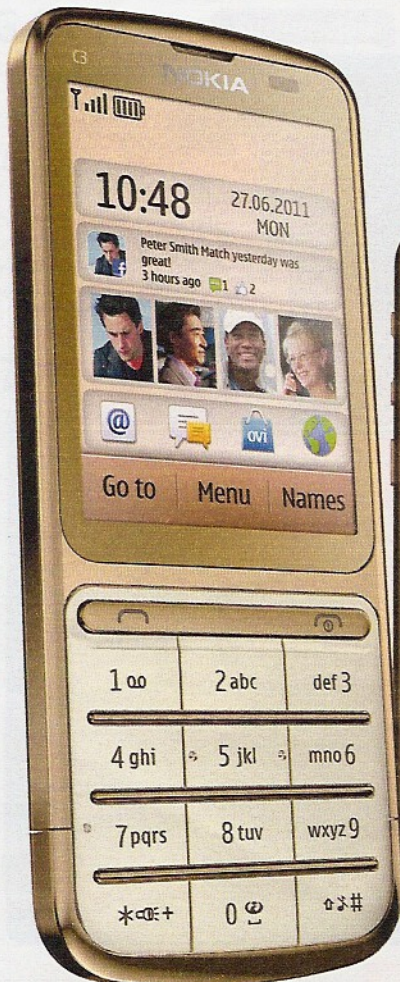 C3
NOKIA
10:48
27.06.2011
MON
Peter Smith Match yesterday was
great!
3 hours ago 1 2
@
ovi
Go to Menu Names
1 2 abc def 3
4 ghi 5 jkl mno 6
7pqrs 8 tuv wxyz 9
* + 0 #